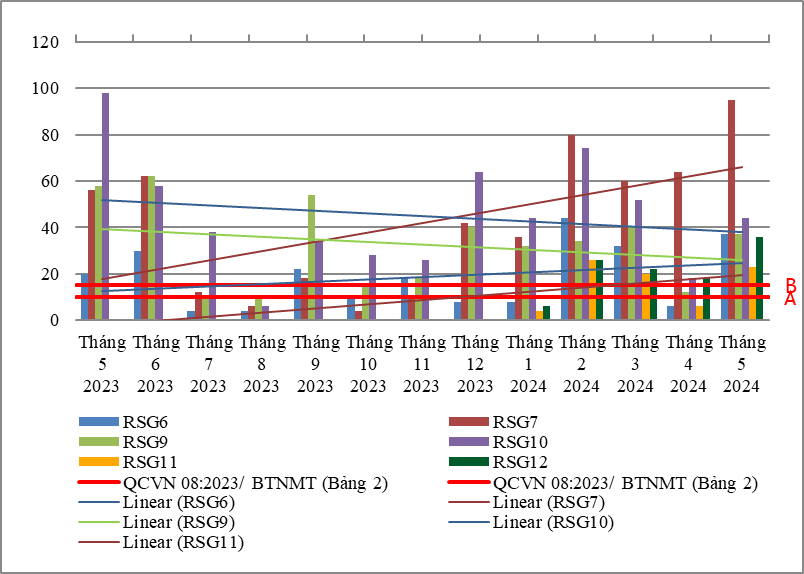 120
100
80
60
40
20
0
B
A
Tháng 5 2023
Tháng 6 2023
Tháng 7 2023
Tháng 8 2023
Tháng 9 2023
Tháng 10 2023
Tháng 11 2023
Tháng 12 2023
Tháng 1 2024
Tháng 2 2024
Tháng 3 2024
Tháng 4 2024
Tháng 5 2024
RSG6
RSG7
RSG9
RSG10
RSG11
RSG12
QCVN 08:2023/ BTNMT (Bảng 2)
QCVN 08:2023/ BTNMT (Bảng 2)
Linear (RSG6)
Linear (RSG7)
Linear (RSG9)
Linear (RSG10)
Linear (RSG11)